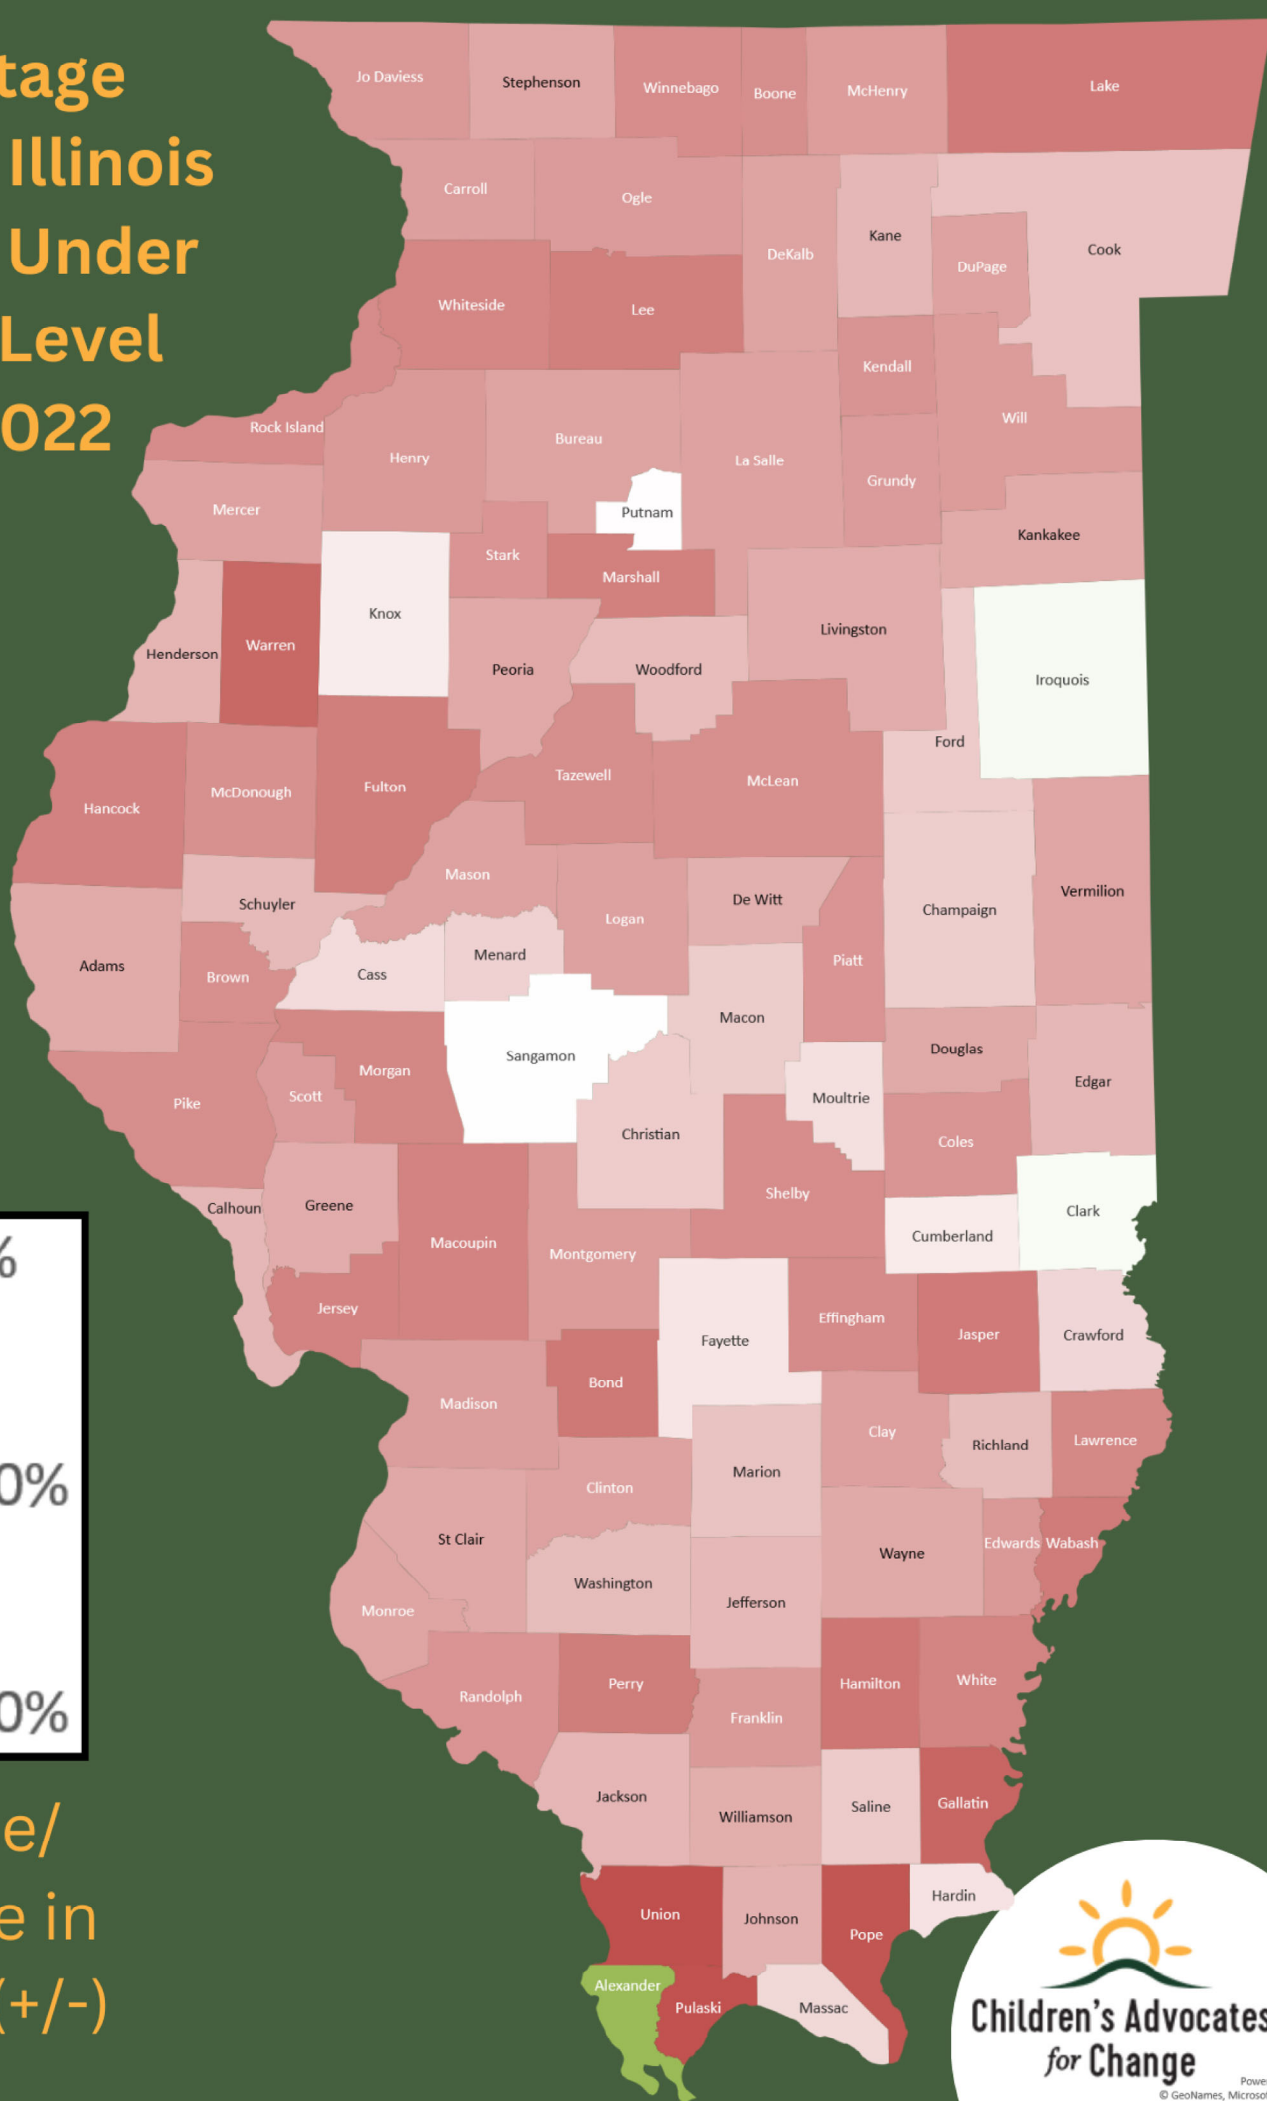 tage
Illinois
Under
Level
022
Jo Daviess
Stephenson
Winnebago
Boone
McHenry
Lake
Carroll
Ogle
DeKalb
Kane
DuPage
Cook
Whiteside
Lee
Kendall
Will
Rock Island
Henry
Bureau
La Salle
Grundy
Mercer
Putnam
Kankakee
Stark
Marshall
Knox
Livingston
Henderson
Warren
Peoria
Woodford
Iroquois
Ford
Hancock
McDonough
Fulton
Tazewell
McLean
Mason
Schuyler
Logan
De Witt
Champaign
Vermilion
Adams
Brown
Cass
Menard
Piatt
Macon
Sangamon
Douglas
Morgan
Scott
Pike
Moultrie
Edgar
Christian
Coles
Shelby
Calhoun
Greene
Clark
Cumberland
Macoupin
Montgomery
Jersey
Effingham
Jasper
Crawford
Fayette
Bond
Madison
Clay
Richland
Lawrence
Marion
Clinton
St Clair
Wayne
Edwards
Wabash
Washington
Jefferson
Monroe
Randolph
Perry
Hamilton
White
Franklin
Jackson
Williamson
Saline
Gallatin
Union
Johnson
Pope
Hardin
Alexander
Pulaski
Massac
%
0%
0%
e/
e in
(+/-)
Children's Advocates
for Change
Power
© GeoNames, Microsof